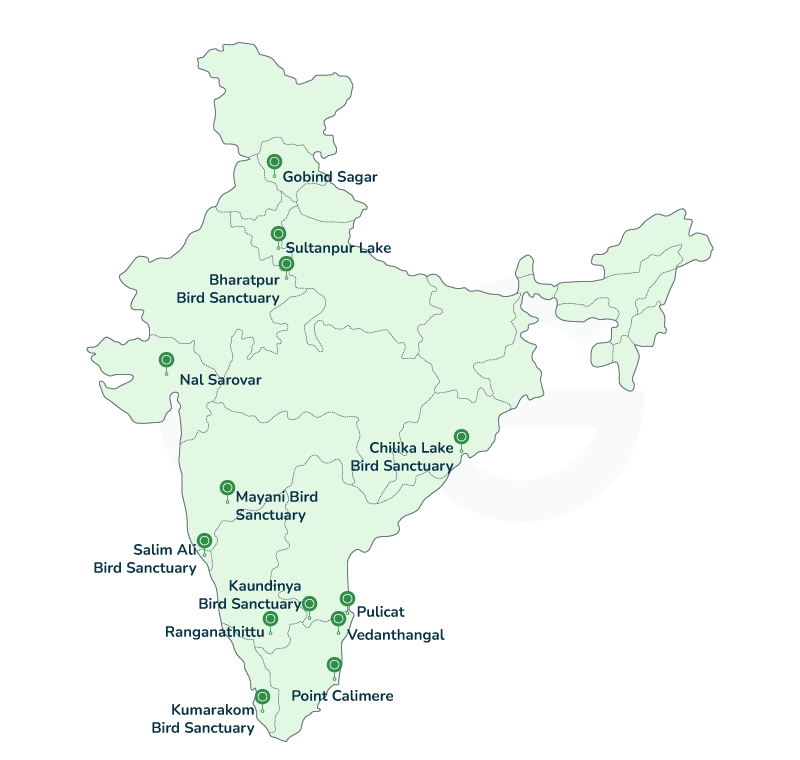 Gobind Sagar
Sultanpur Lake
Bharatpur
Bird Sanctuary
Nal Sarovar
Chilika Lake
Bird Sanctuary
Mayani Bird
Sanctuary
Salim Ali
Bird Sanctuary
Kaundinya
Bird Sanctuary
Pulicat
Ranganathittu
Vedanthangal
Point Calimere
Kumarakom
Bird Sanctuary